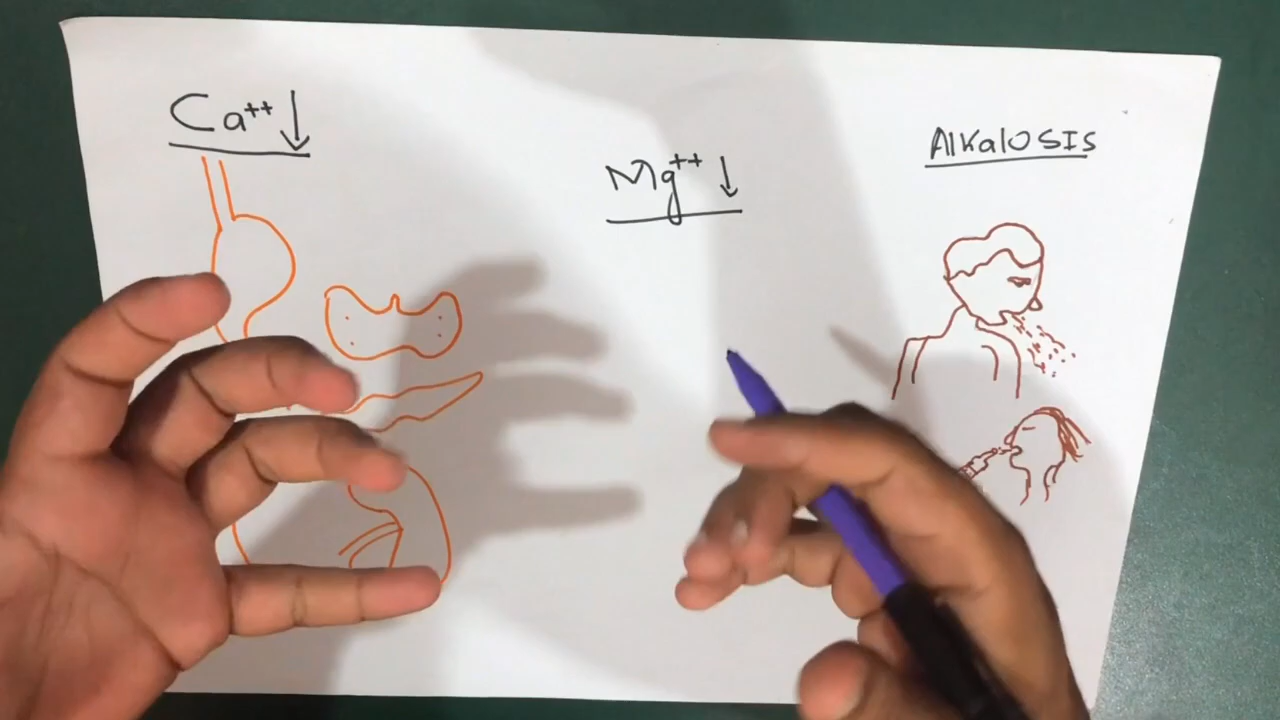 Ca++ ↓
Mg++ ↓
AlKalOSIS